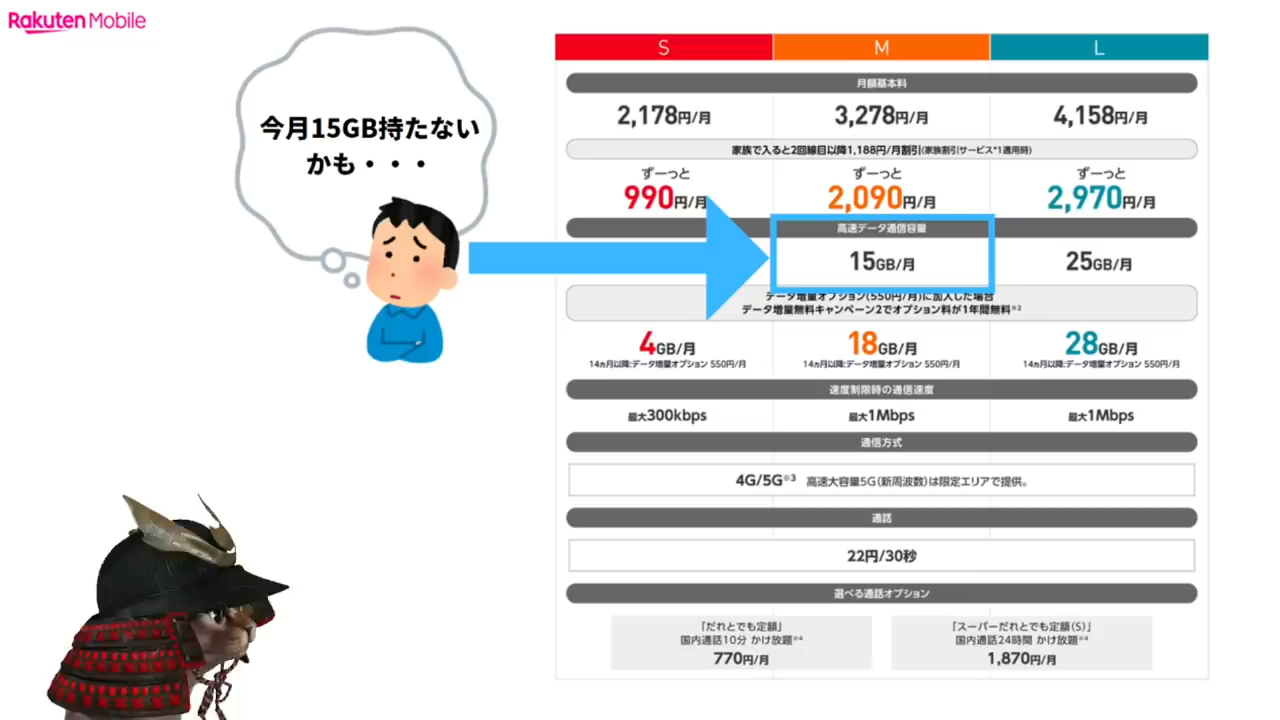 Rakuten Mobile
今月15GB持たない
かも・・・
S M L
月額基本料
2,178円/月 3,278円/月 4,158円/月
家族で入ると2回線目以降1,188円/月割引(家族割引サービス*1適用時)
ずーっと ずーっと ずーっと
990円/月 2,090円/月 2,970円/月
高速データ通信容量
15GB/月 25GB/月
データ増量オプション(550円/月)に加入した場合
データ増量無料キャンペーン2でオプション料が1年間無料※2
4GB/月 18GB/月 28GB/月
14ヵ月以降:データ増量オプション 550円/月 14ヵ月以降:データ増量オプション 550円/月 14ヵ月以降:データ増量オプション 550円/月
速度制限時の通信速度
最大300kbps 最大1Mbps 最大1Mbps
通信方式
4G/5G※3 高速大容量5G(新周波数)は限定エリアで提供。
通話
22円/30秒
選べる通話オプション
「だれとでも定額」 「スーパーだれとでも定額(S)」
国内通話10分 かけ放題※4 国内通話24時間 かけ放題※4
770円/月 1,870円/月